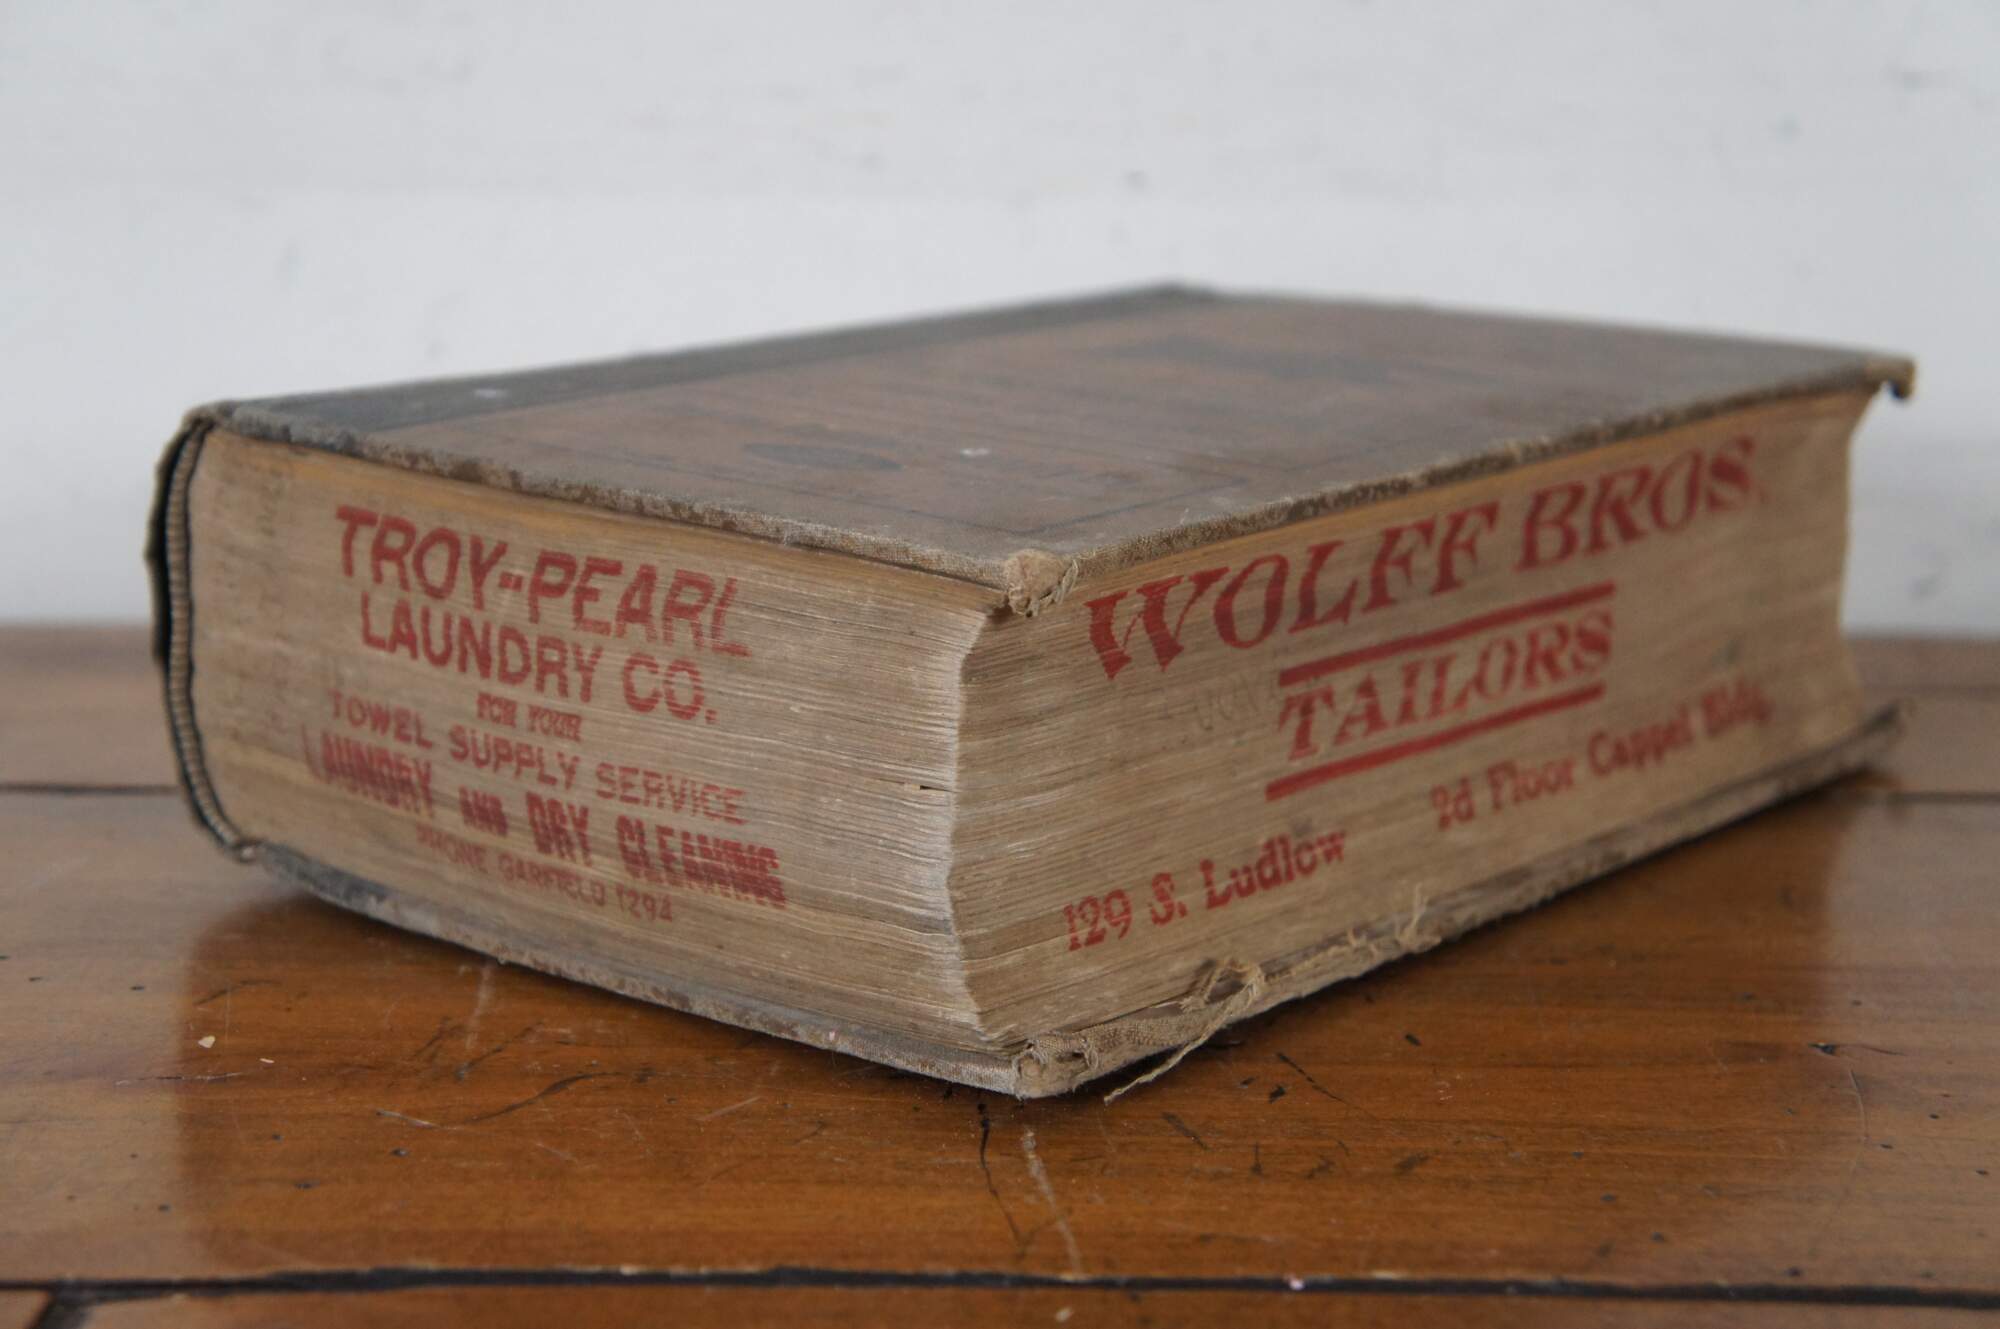 TROY-PEARL
LAUNDRY CO.
FOR YOUR
TOWEL SUPPLY SERVICE
LAUNDRY AND DRY CLEANING
PHONE GARFIELD 1294
WOLFF BROS.
TAILORS
129 S. Ludlow 2d Floor Cappel Bldg.